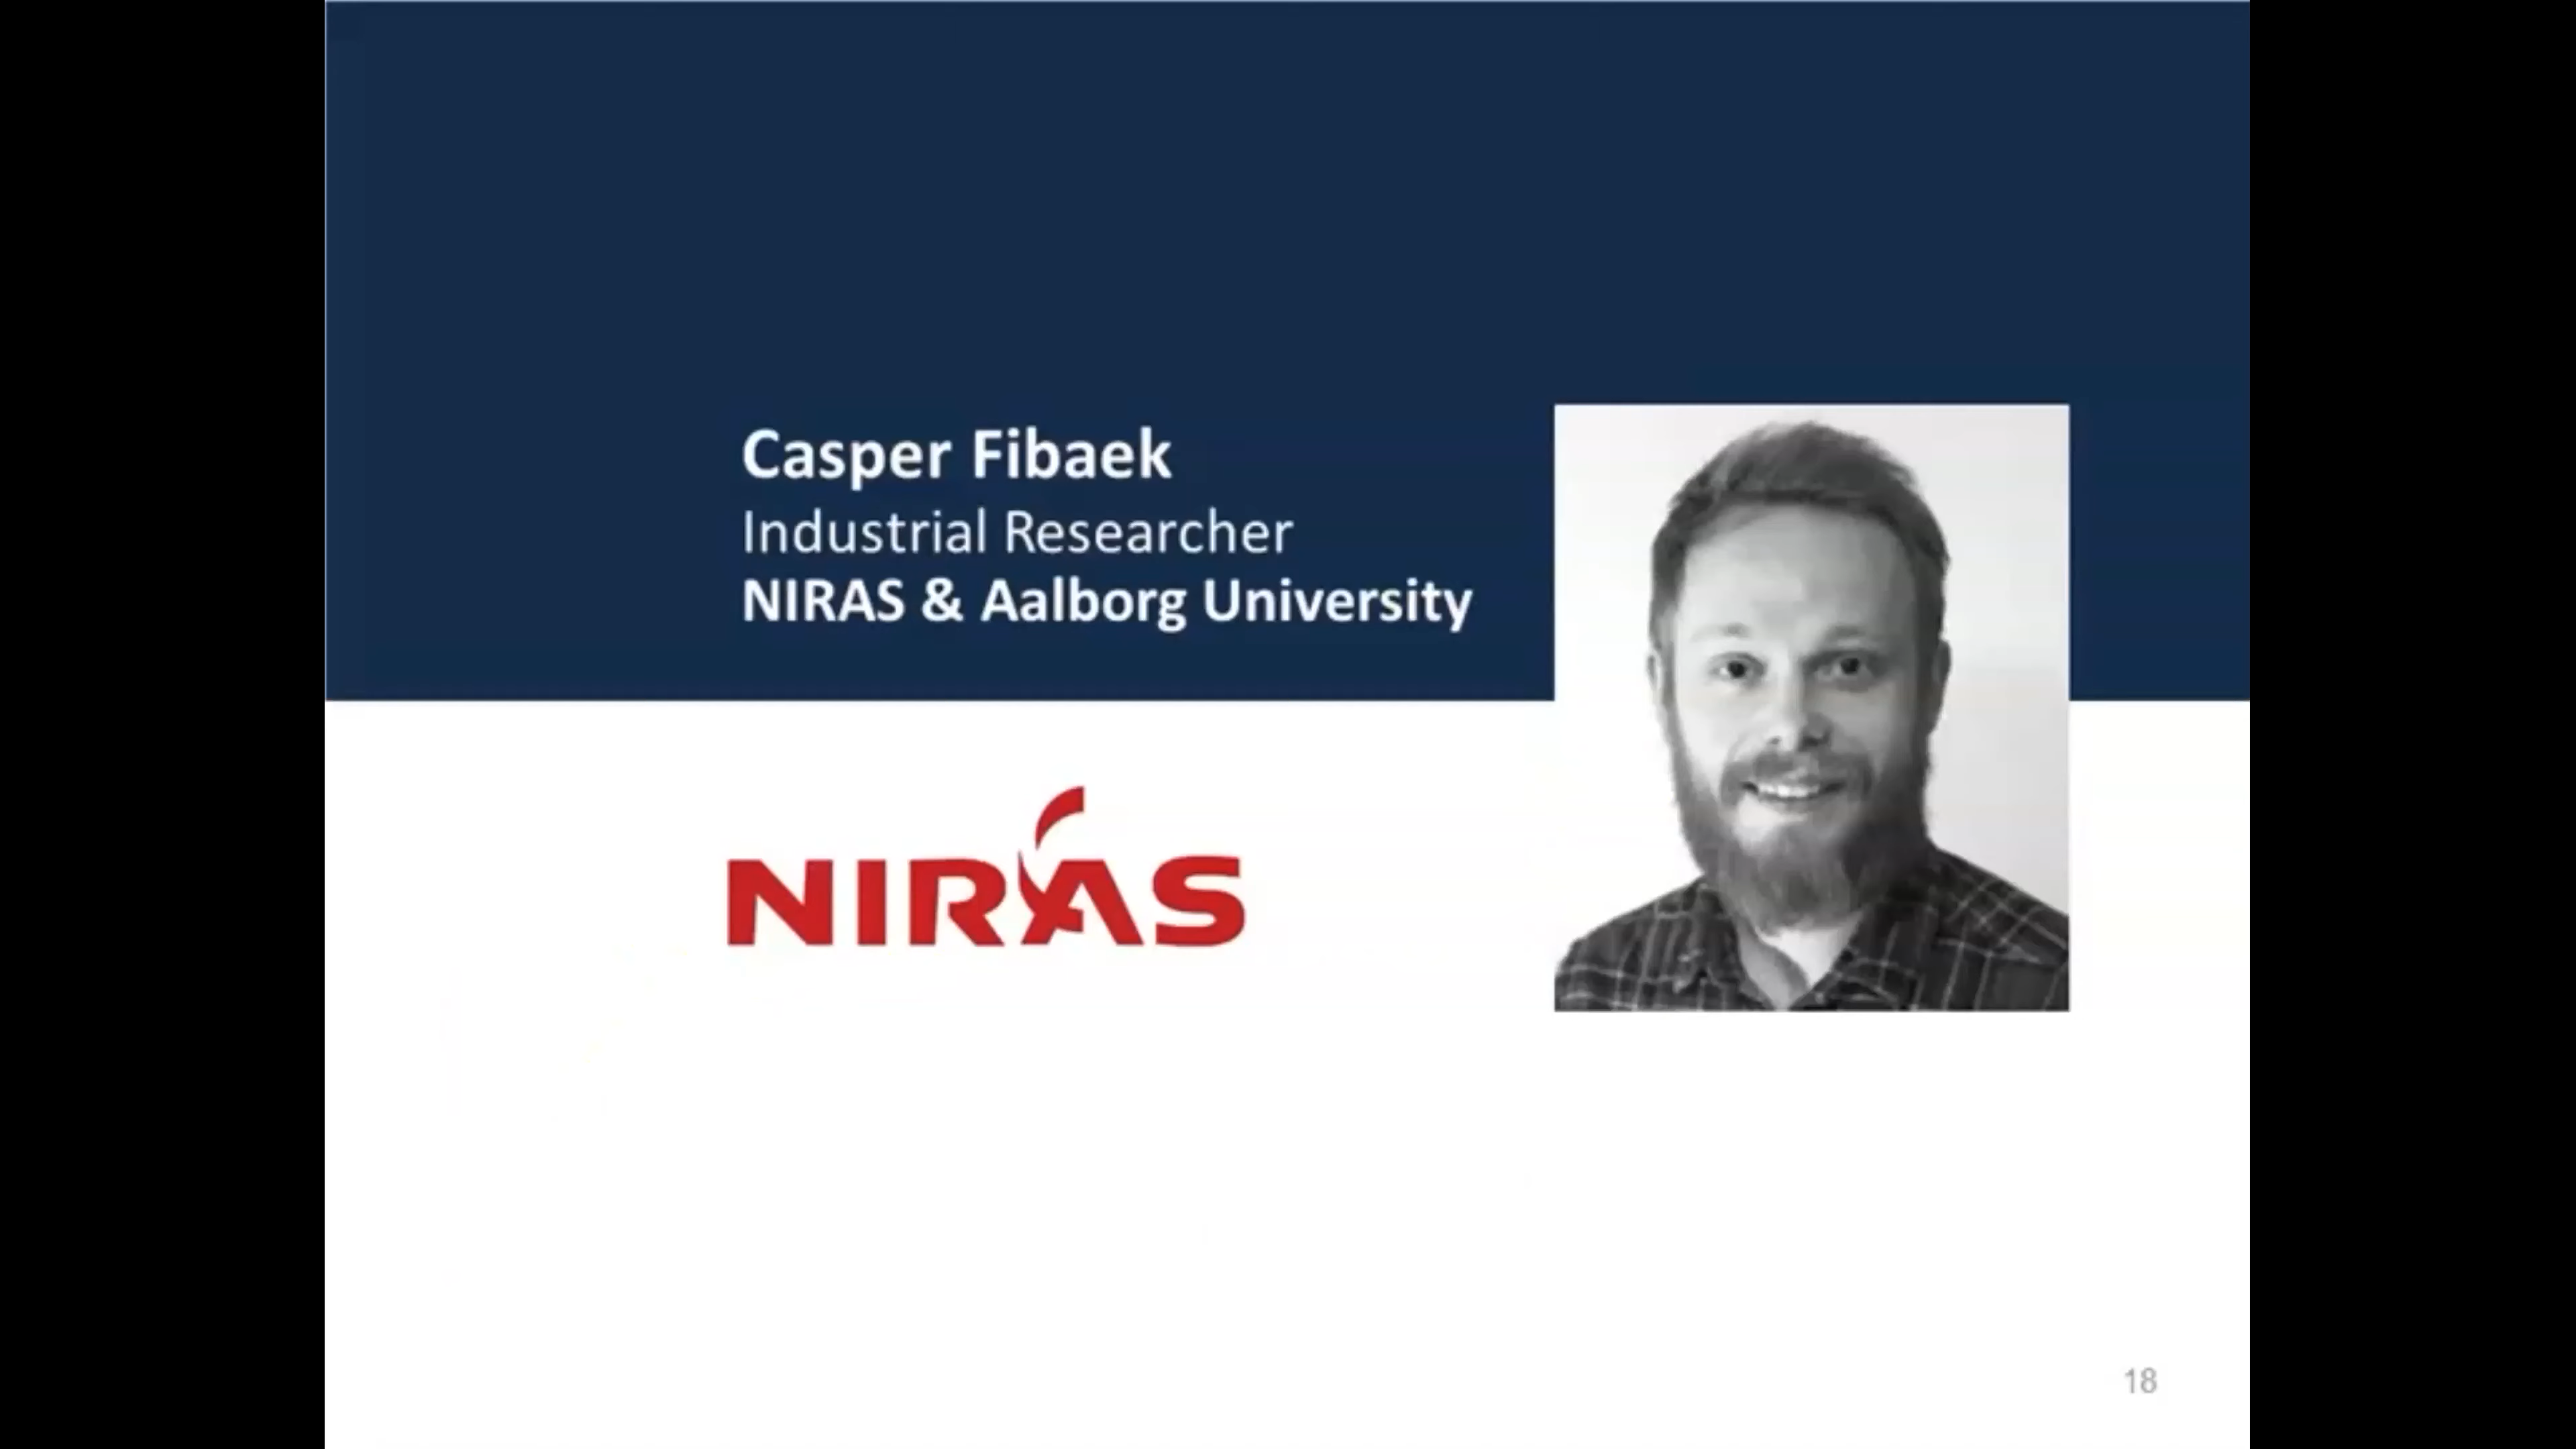 Casper Fibaek
Industrial Researcher
NIRAS & Aalborg University
NIRAS
18